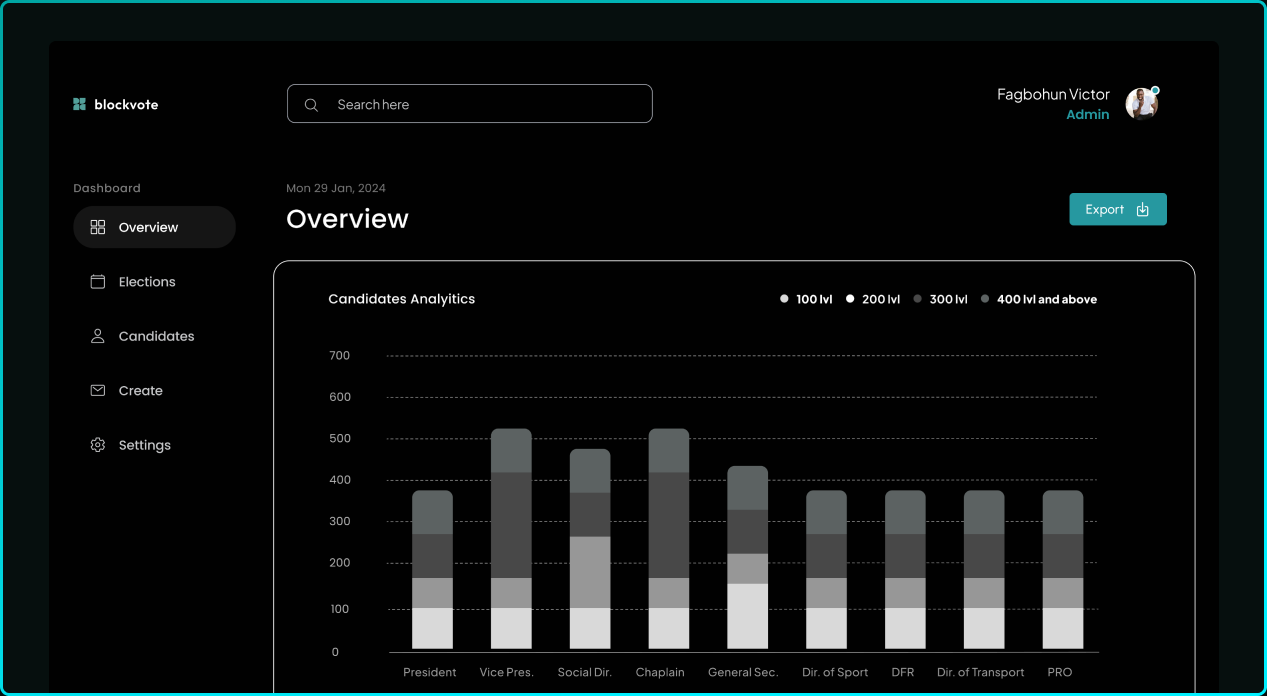 blockvote
Search here
Fagbohun Victor
Admin
Dashboard
Overview
Elections
Candidates
Create
Settings
Mon 29 Jan, 2024
Overview
Export
Candidates Analyitics
100 lvl 200 lvl 300 lvl 400 lvl and above
700
600
500
400
300
200
100
0
President Vice Pres. Social Dir. Chaplain General Sec. Dir. of Sport DFR Dir. of Transport PRO